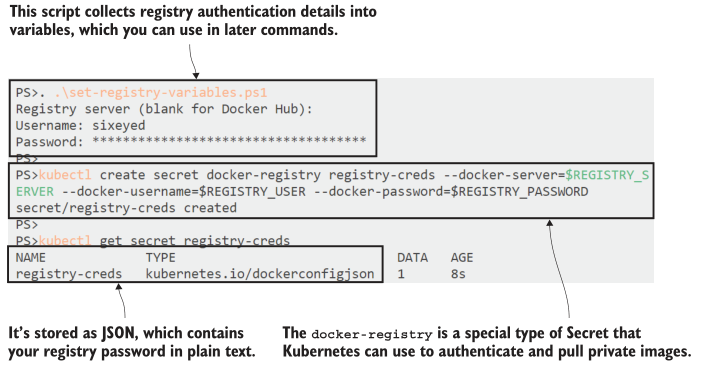 This script collects registry authentication details into
variables, which you can use in later commands.
PS>. .\set-registry-variables.ps1
Registry server (blank for Docker Hub):
Username: sixeyed
Password: ************************************
PS>
PS>kubectl create secret docker-registry registry-creds --docker-server=$REGISTRY_S
ERVER --docker-username=$REGISTRY_USER --docker-password=$REGISTRY_PASSWORD
secret/registry-creds created
PS>
PS>kubectl get secret registry-creds
NAME TYPE DATA AGE
registry-creds kubernetes.io/dockerconfigjson 1 8s
It's stored as JSON, which contains
your registry password in plain text.
The docker-registry is a special type of Secret that
Kubernetes can use to authenticate and pull private images.